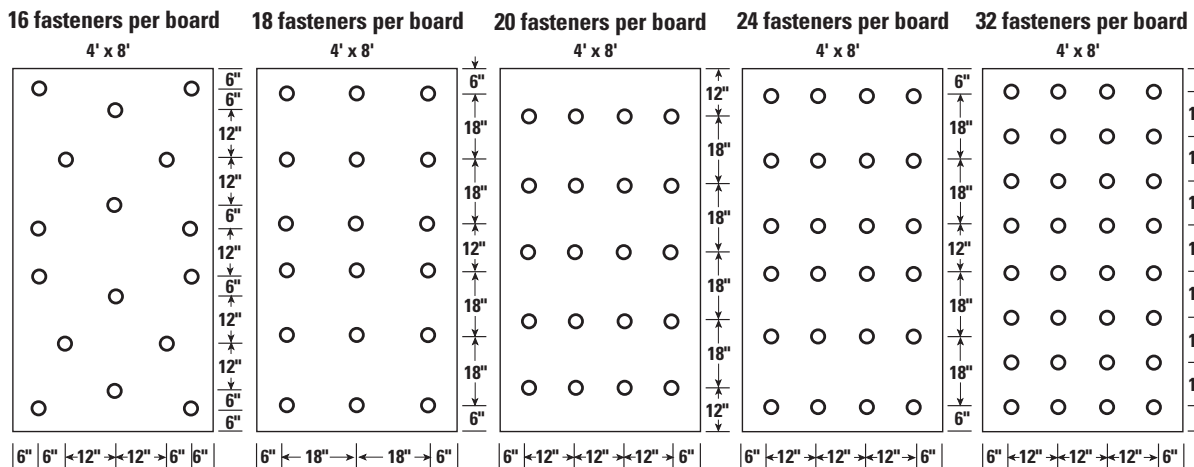 16 fasteners per board
4' x 8'
6"
6"
12"
12"
6"
12"
6"
12"
12"
6"
6"
6" 6" 12" 12" 6" 6"
18 fasteners per board
4' x 8'
6"
18"
18"
12"
18"
18"
6"
6" 18" 18" 6"
20 fasteners per board
4' x 8'
12"
18"
18"
18"
18"
12"
6" 12" 12" 12" 6"
24 fasteners per board
4' x 8'
6"
18"
18"
12"
18"
18"
6"
6" 12" 12" 12" 6"
32 fasteners per board
4' x 8'
6" 12" 12" 12" 6"